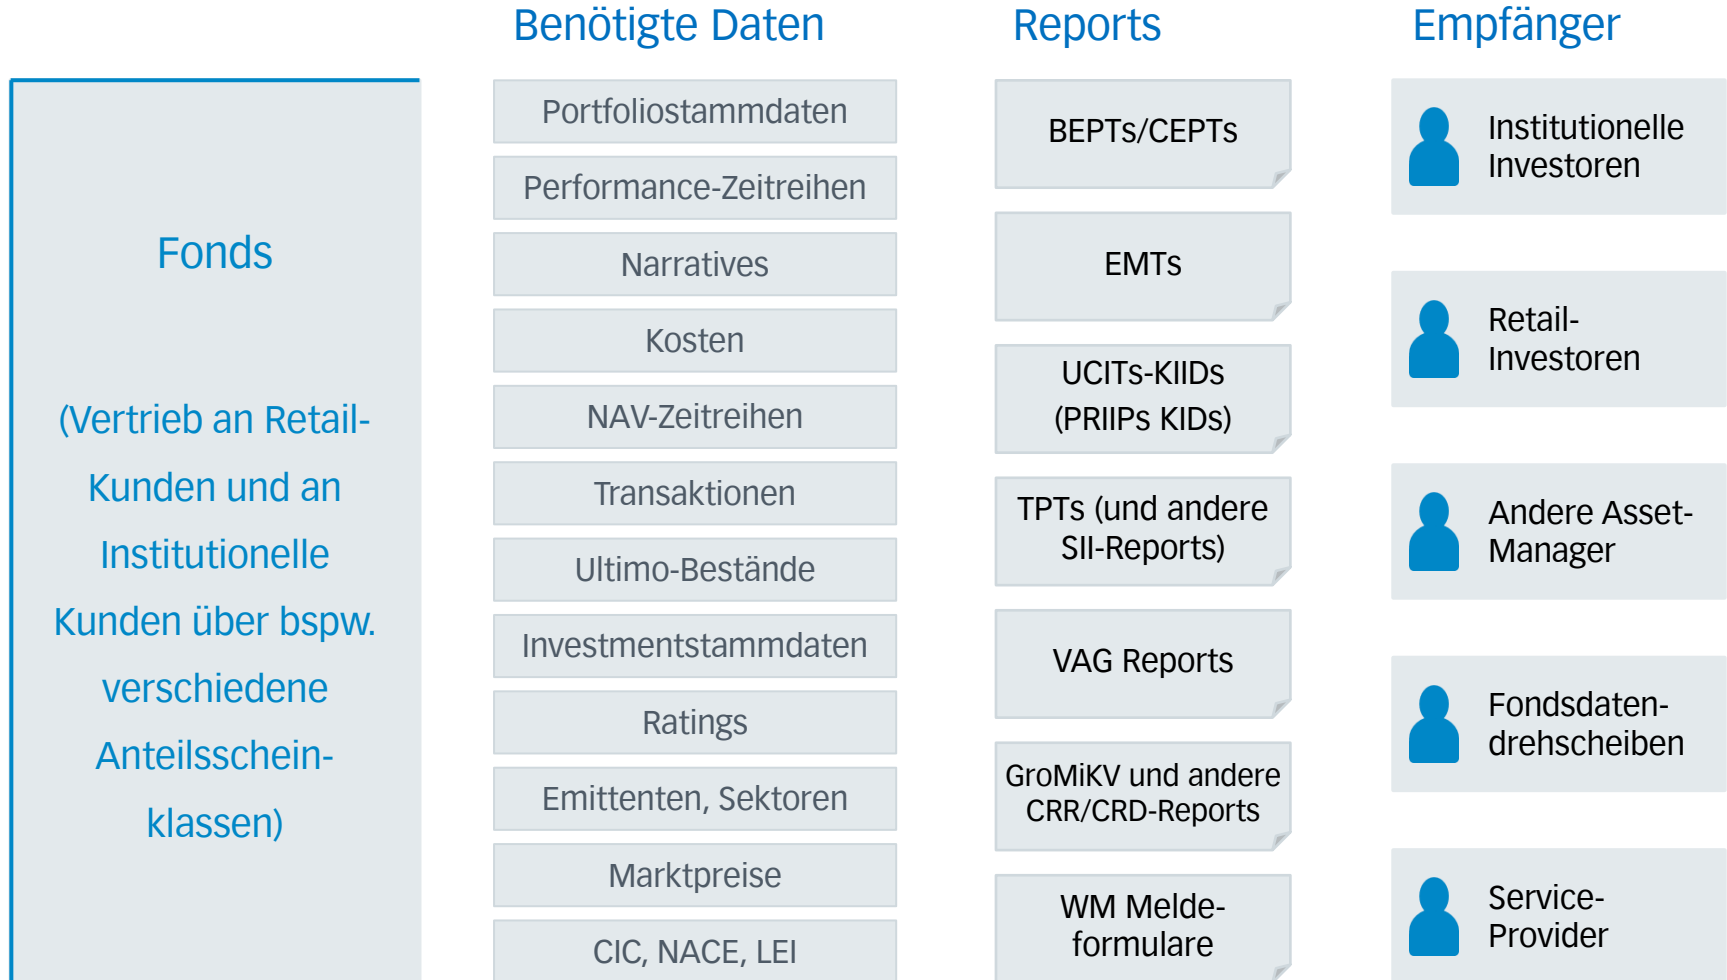 Benötigte Daten
Reports
Empfänger
Fonds
(Vertrieb an Retail-
Kunden und an
Institutionelle
Kunden über bspw.
verschiedene
Anteilsschein-
klassen)
Portfoliostammdaten
Performance-Zeitreihen
Narratives
Kosten
NAV-Zeitreihen
Transaktionen
Ultimo-Bestände
Investmentstammdaten
Ratings
Emittenten, Sektoren
Marktpreise
CIC, NACE, LEI
BEPTs/CEPTs
EMTs
UCITs-KIIDs
(PRIIPs KIDs)
TPTs (und andere
SII-Reports)
VAG Reports
GroMiKV und andere
CRR/CRD-Reports
WM Melde-
formulare
Institutionelle
Investoren
Retail-
Investoren
Andere Asset-
Manager
Fondsdaten-
drehscheiben
Service-
Provider